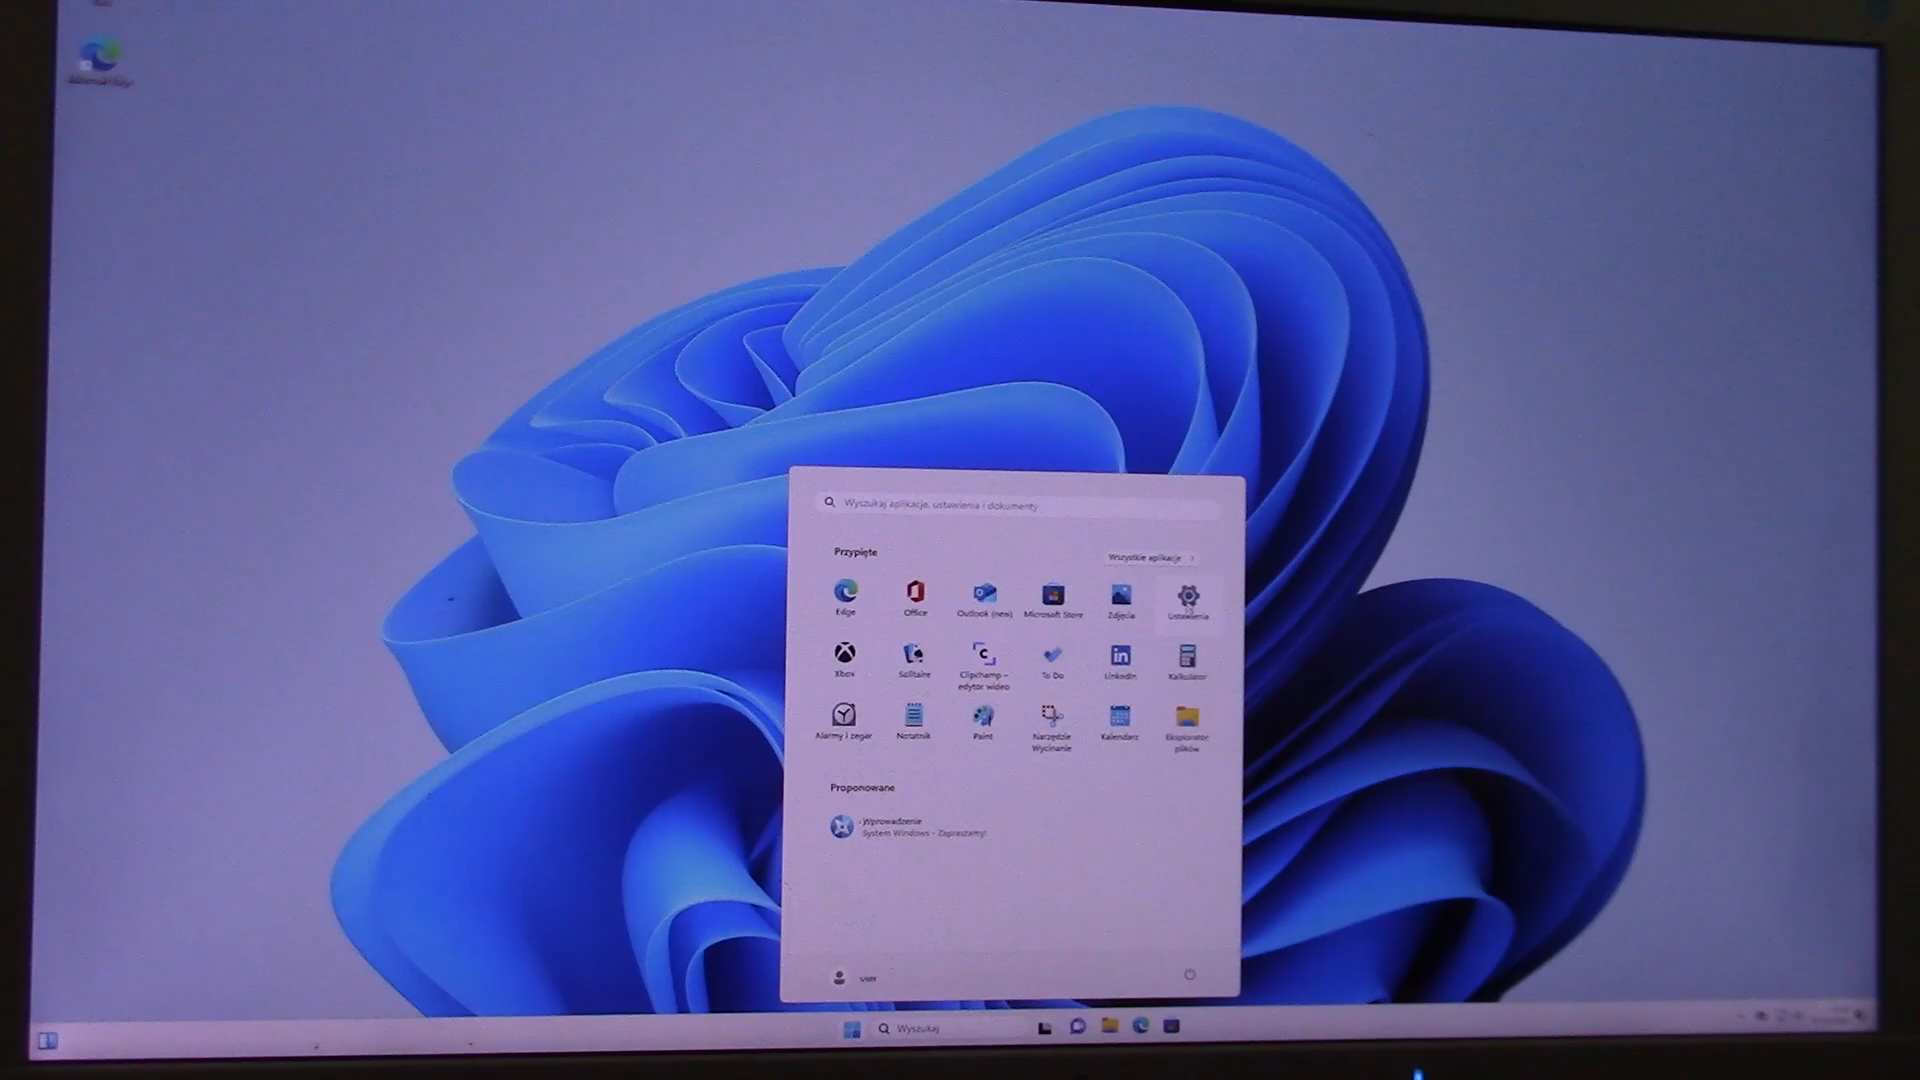 Wyszukaj aplikacje, ustawienia i dokumenty
Przypięte
Wszystkie aplikacje
Edge
Office
Outlook (new)
Microsoft Store
Zdjęcia
Ustawienia
Xbox
Solitaire
Clipchamp –
edytor wideo
To Do
LinkedIn
Kalkulator
Alarmy i zegar
Notatnik
Paint
Narzędzie
Wycinanie
Kalendarz
Eksplorator
plików
Proponowane
Wprowadzenie
System Windows - Zapraszamy!
user
Wyszukaj